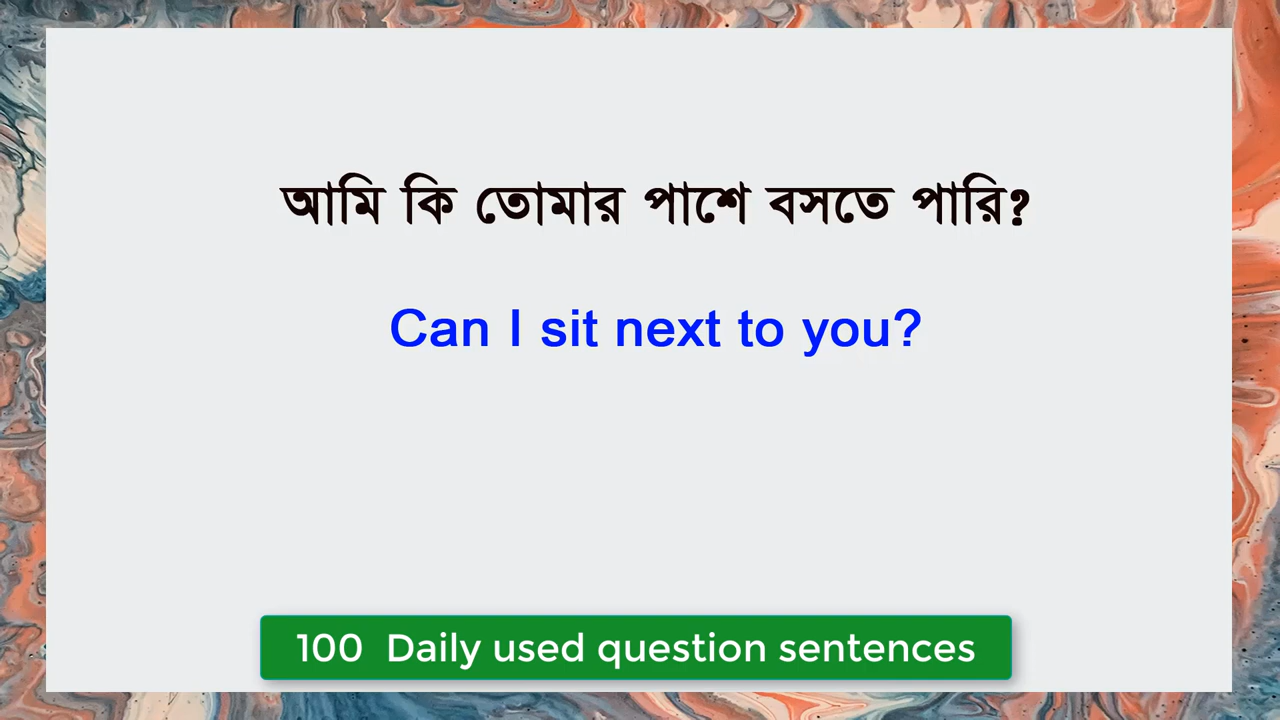 আমি কি তোমার পাশে বসতে পারি?
Can I sit next to you?
100 Daily used question sentences